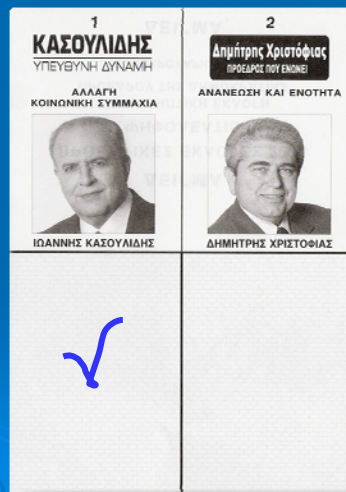 1
ΚΑΣΟΥΛΙΔΗΣ
ΥΠΕΥΘΥΝΗ ΔΥΝΑΜΗ
ΑΛΛΑΓΗ
ΚΟΙΝΩΝΙΚΗ ΣΥΜΜΑΧΙΑ
ΙΩΑΝΝΗΣ ΚΑΣΟΥΛΙΔΗΣ
2
Δημήτρης Χριστόφιας
ΠΡΟΕΔΡΟΣ ΠΟΥ ΕΝΩΝΕΙ
ΑΝΑΝΕΩΣΗ ΚΑΙ ΕΝΟΤΗΤΑ
ΔΗΜΗΤΡΗΣ ΧΡΙΣΤΟΦΙΑΣ